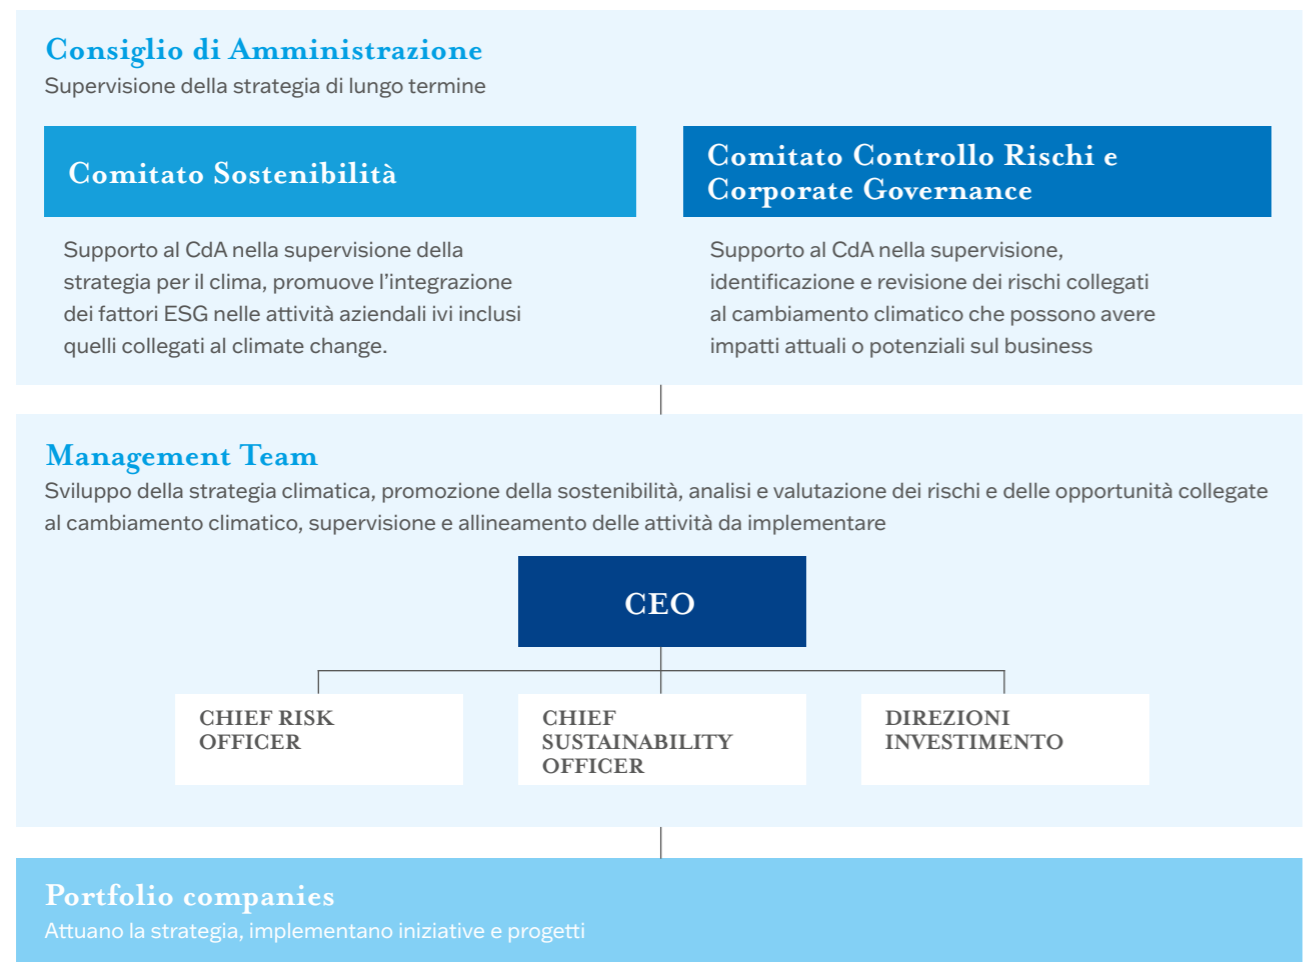 Consiglio di Amministrazione
Supervisione della strategia di lungo termine
Comitato Sostenibilità
Supporto al CdA nella supervisione della
strategia per il clima, promuove l’integrazione
dei fattori ESG nelle attività aziendali ivi inclusi
quelli collegati al climate change.
Comitato Controllo Rischi e
Corporate Governance
Supporto al CdA nella supervisione,
identificazione e revisione dei rischi collegati
al cambiamento climatico che possono avere
impatti attuali o potenziali sul business
Management Team
Sviluppo della strategia climatica, promozione della sostenibilità, analisi e valutazione dei rischi e delle opportunità collegate
al cambiamento climatico, supervisione e allineamento delle attività da implementare
CEO
CHIEF RISK
OFFICER
CHIEF
SUSTAINABILITY
OFFICER
DIREZIONI
INVESTIMENTO
Portfolio companies
Attuano la strategia, implementano iniziative e progetti